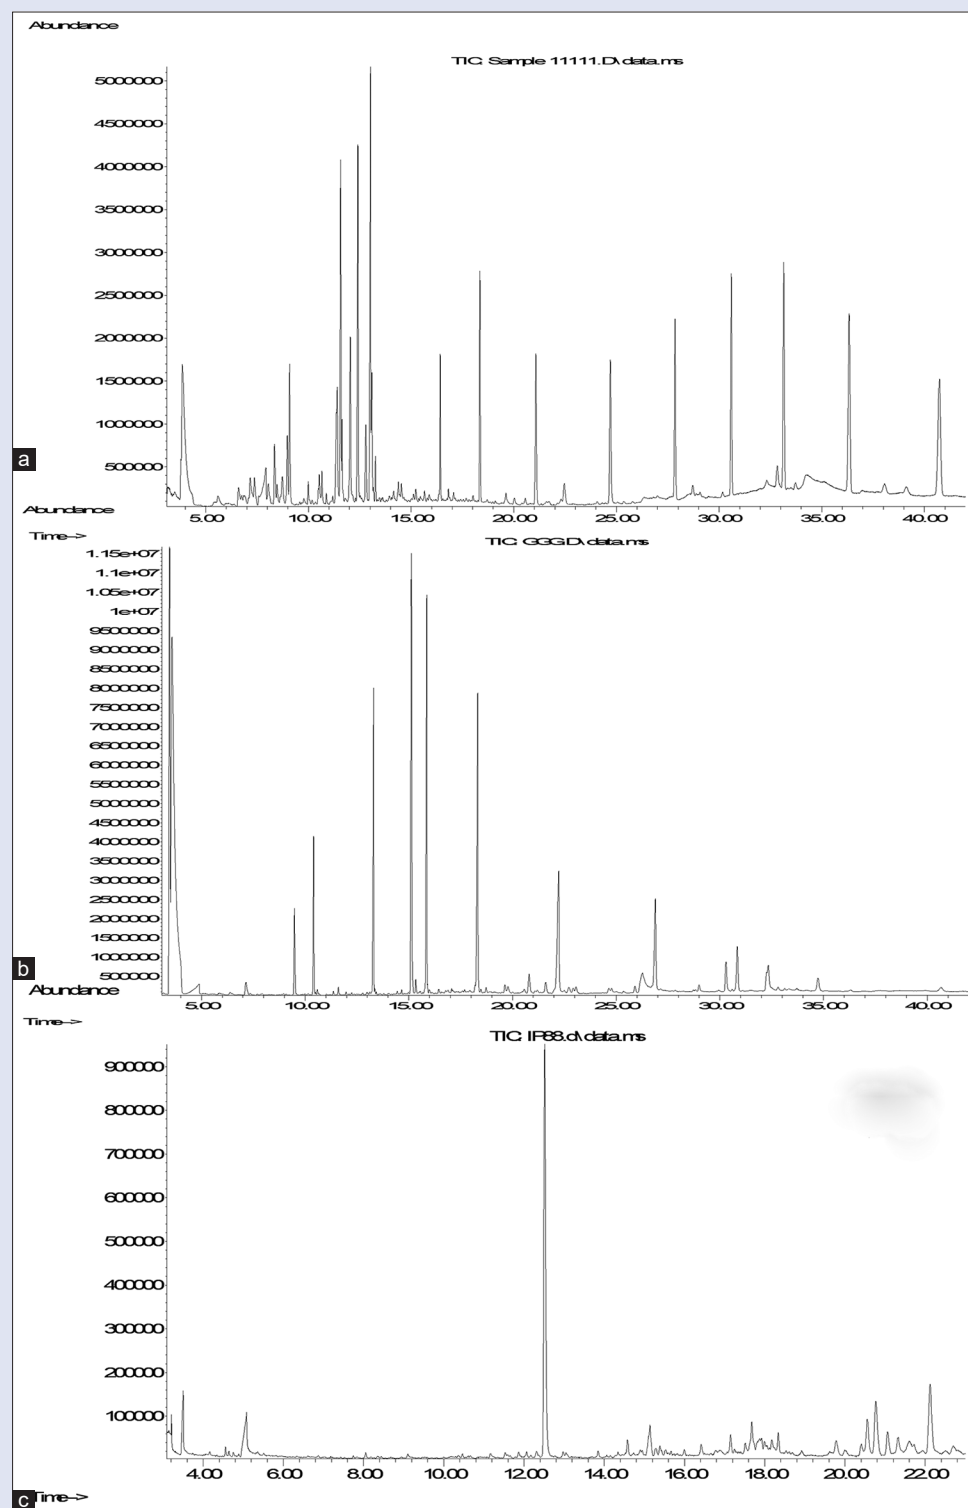 Abundance
TIC: Sample 11111.D\data.ms
5000000
4500000
4000000
3500000
3000000
2500000
2000000
1500000
1000000
500000
a
5.00 10.00 15.00 20.00 25.00 30.00 35.00 40.00
Abundance
Time-->
TIC: GGG.D\data.ms
1.15e+07
1.1e+07
1.05e+07
1e+07
9500000
9000000
8500000
8000000
7500000
7000000
6500000
6000000
5500000
5000000
4500000
4000000
3500000
3000000
2500000
2000000
1500000
1000000
500000
b
5.00 10.00 15.00 20.00 25.00 30.00 35.00 40.00
Abundance
Time-->
TIC: IP88.d\data.ms
900000
800000
700000
600000
500000
400000
300000
200000
100000
4.00 6.00 8.00 10.00 12.00 14.00 16.00 18.00 20.00 22.00
c
Time-->